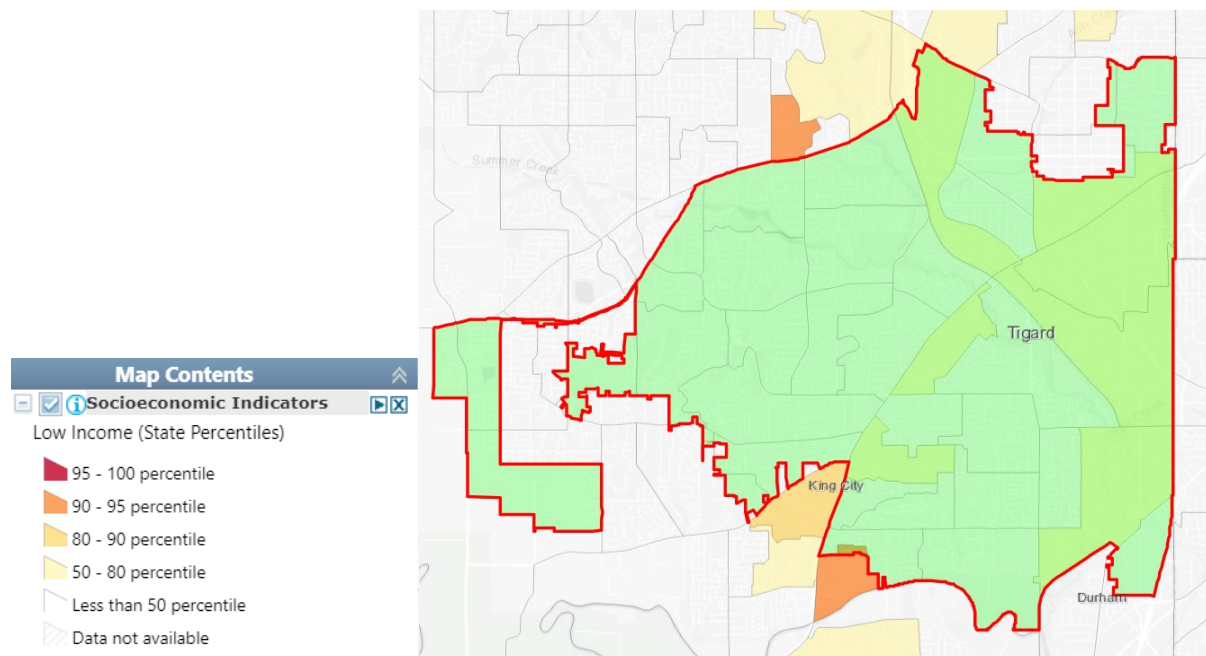 Map Contents
Socioeconomic Indicators
Low Income (State Percentiles)
95 - 100 percentile
90 - 95 percentile
80 - 90 percentile
50 - 80 percentile
Less than 50 percentile
Data not available
Summer Creek
Tigard
King City
Durham